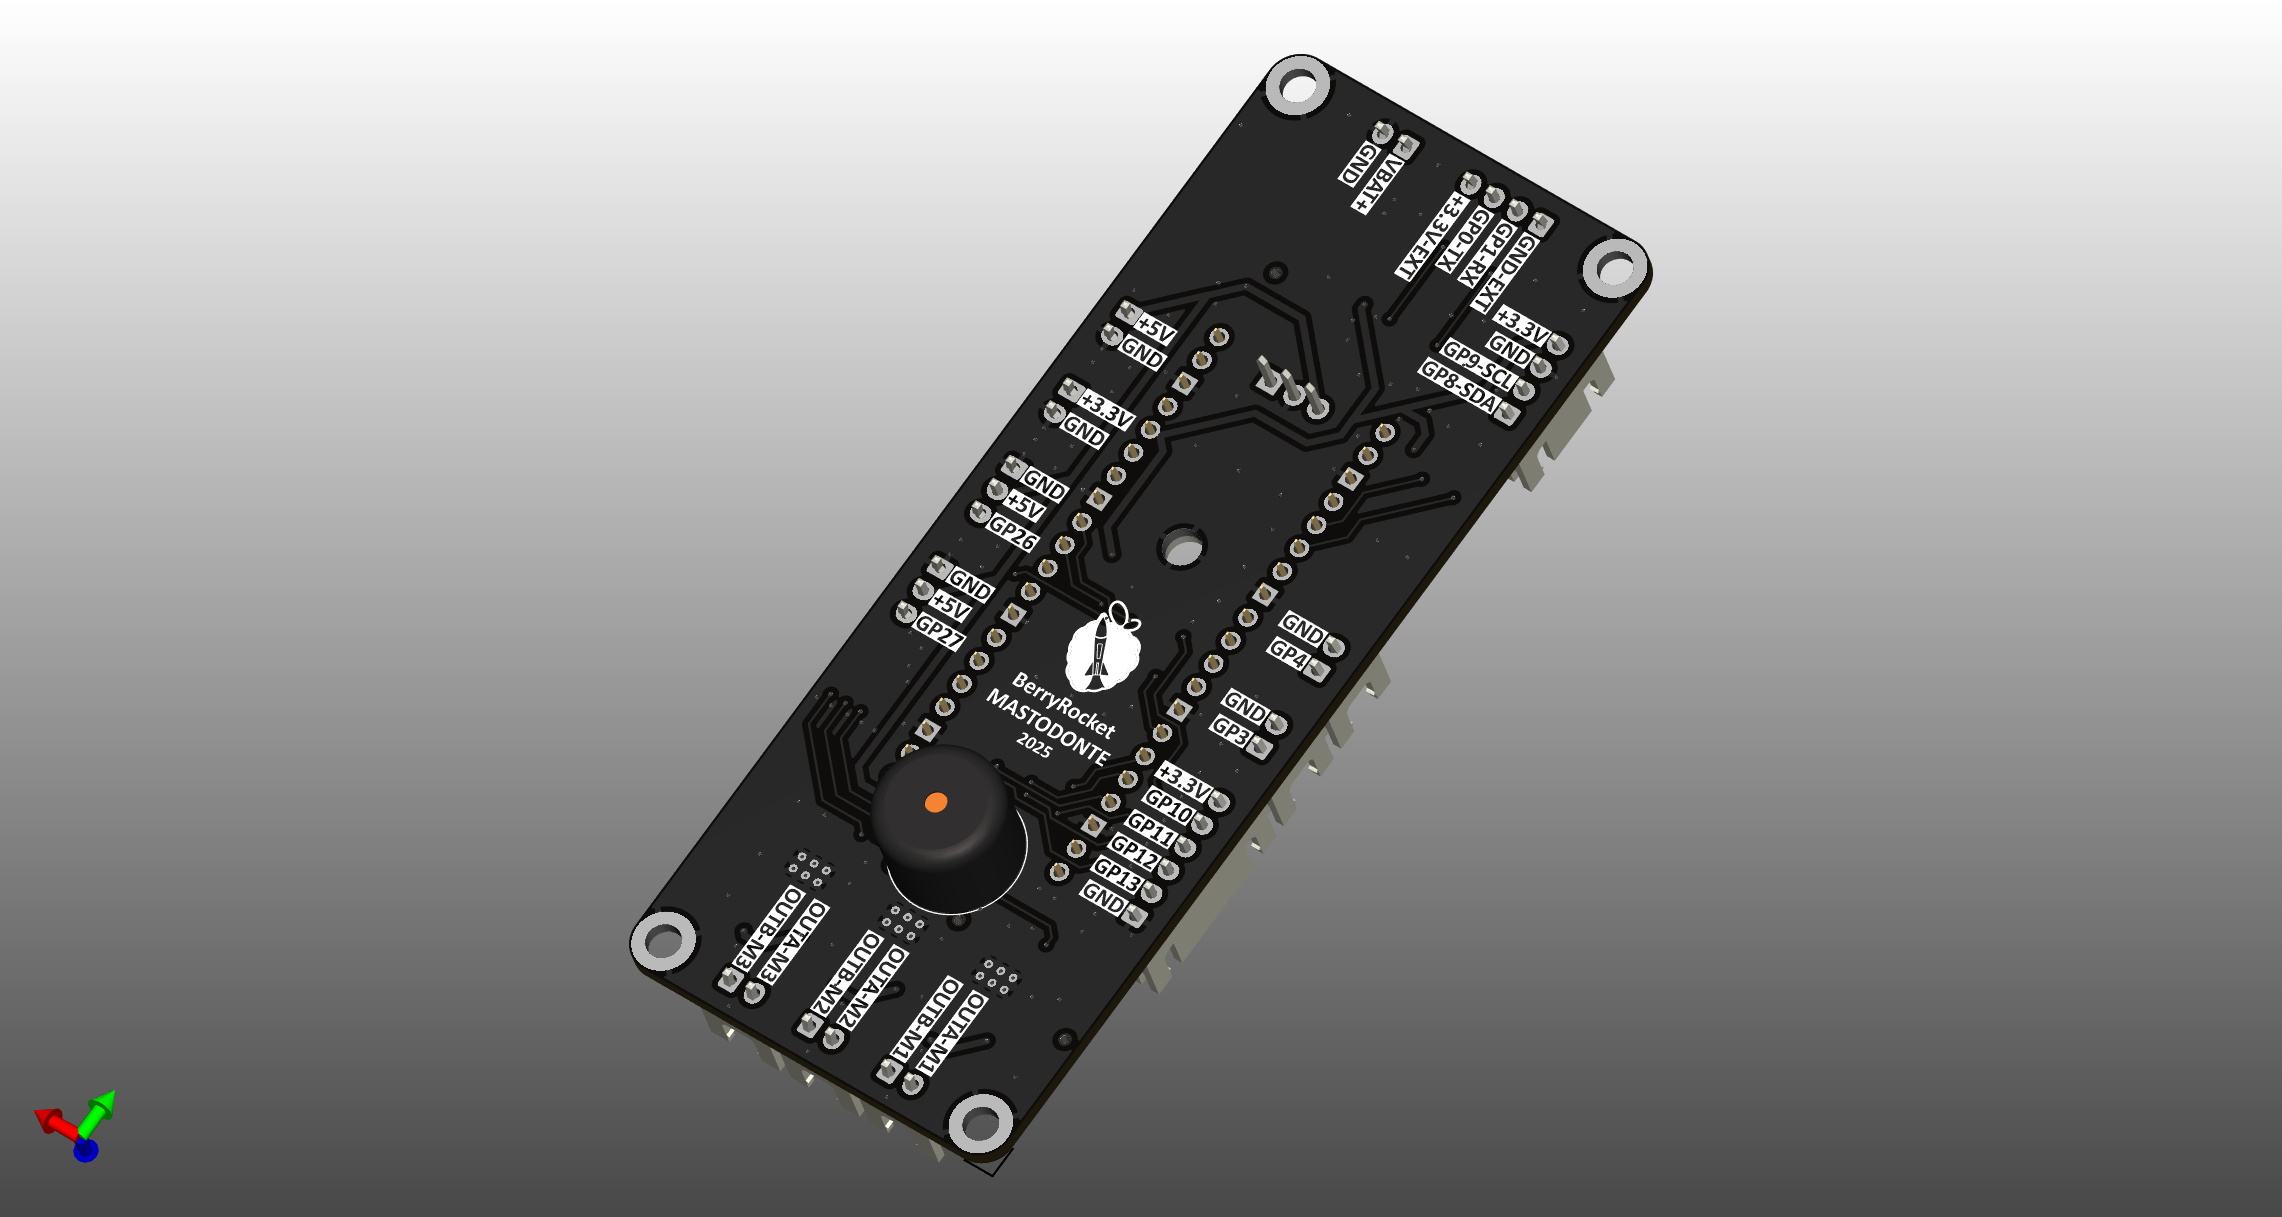 GND
VBAT+
+3.3V-EXT
GP0-TX
GP1-RX
GND-EXT
+3.3V
GND
GP9-SCL
GP8-SDA
+5V
GND
+3.3V
GND
GND
+5V
GP26
GND
+5V
GP27
GND
GP4
GND
GP3
BerryRocket
MASTODONTE
2025
+3.3V
GP10
GP11
GP12
GP13
GND
OUTB-M3
OUTA-M3
OUTB-M2
OUTA-M2
OUTB-M1
OUTA-M1